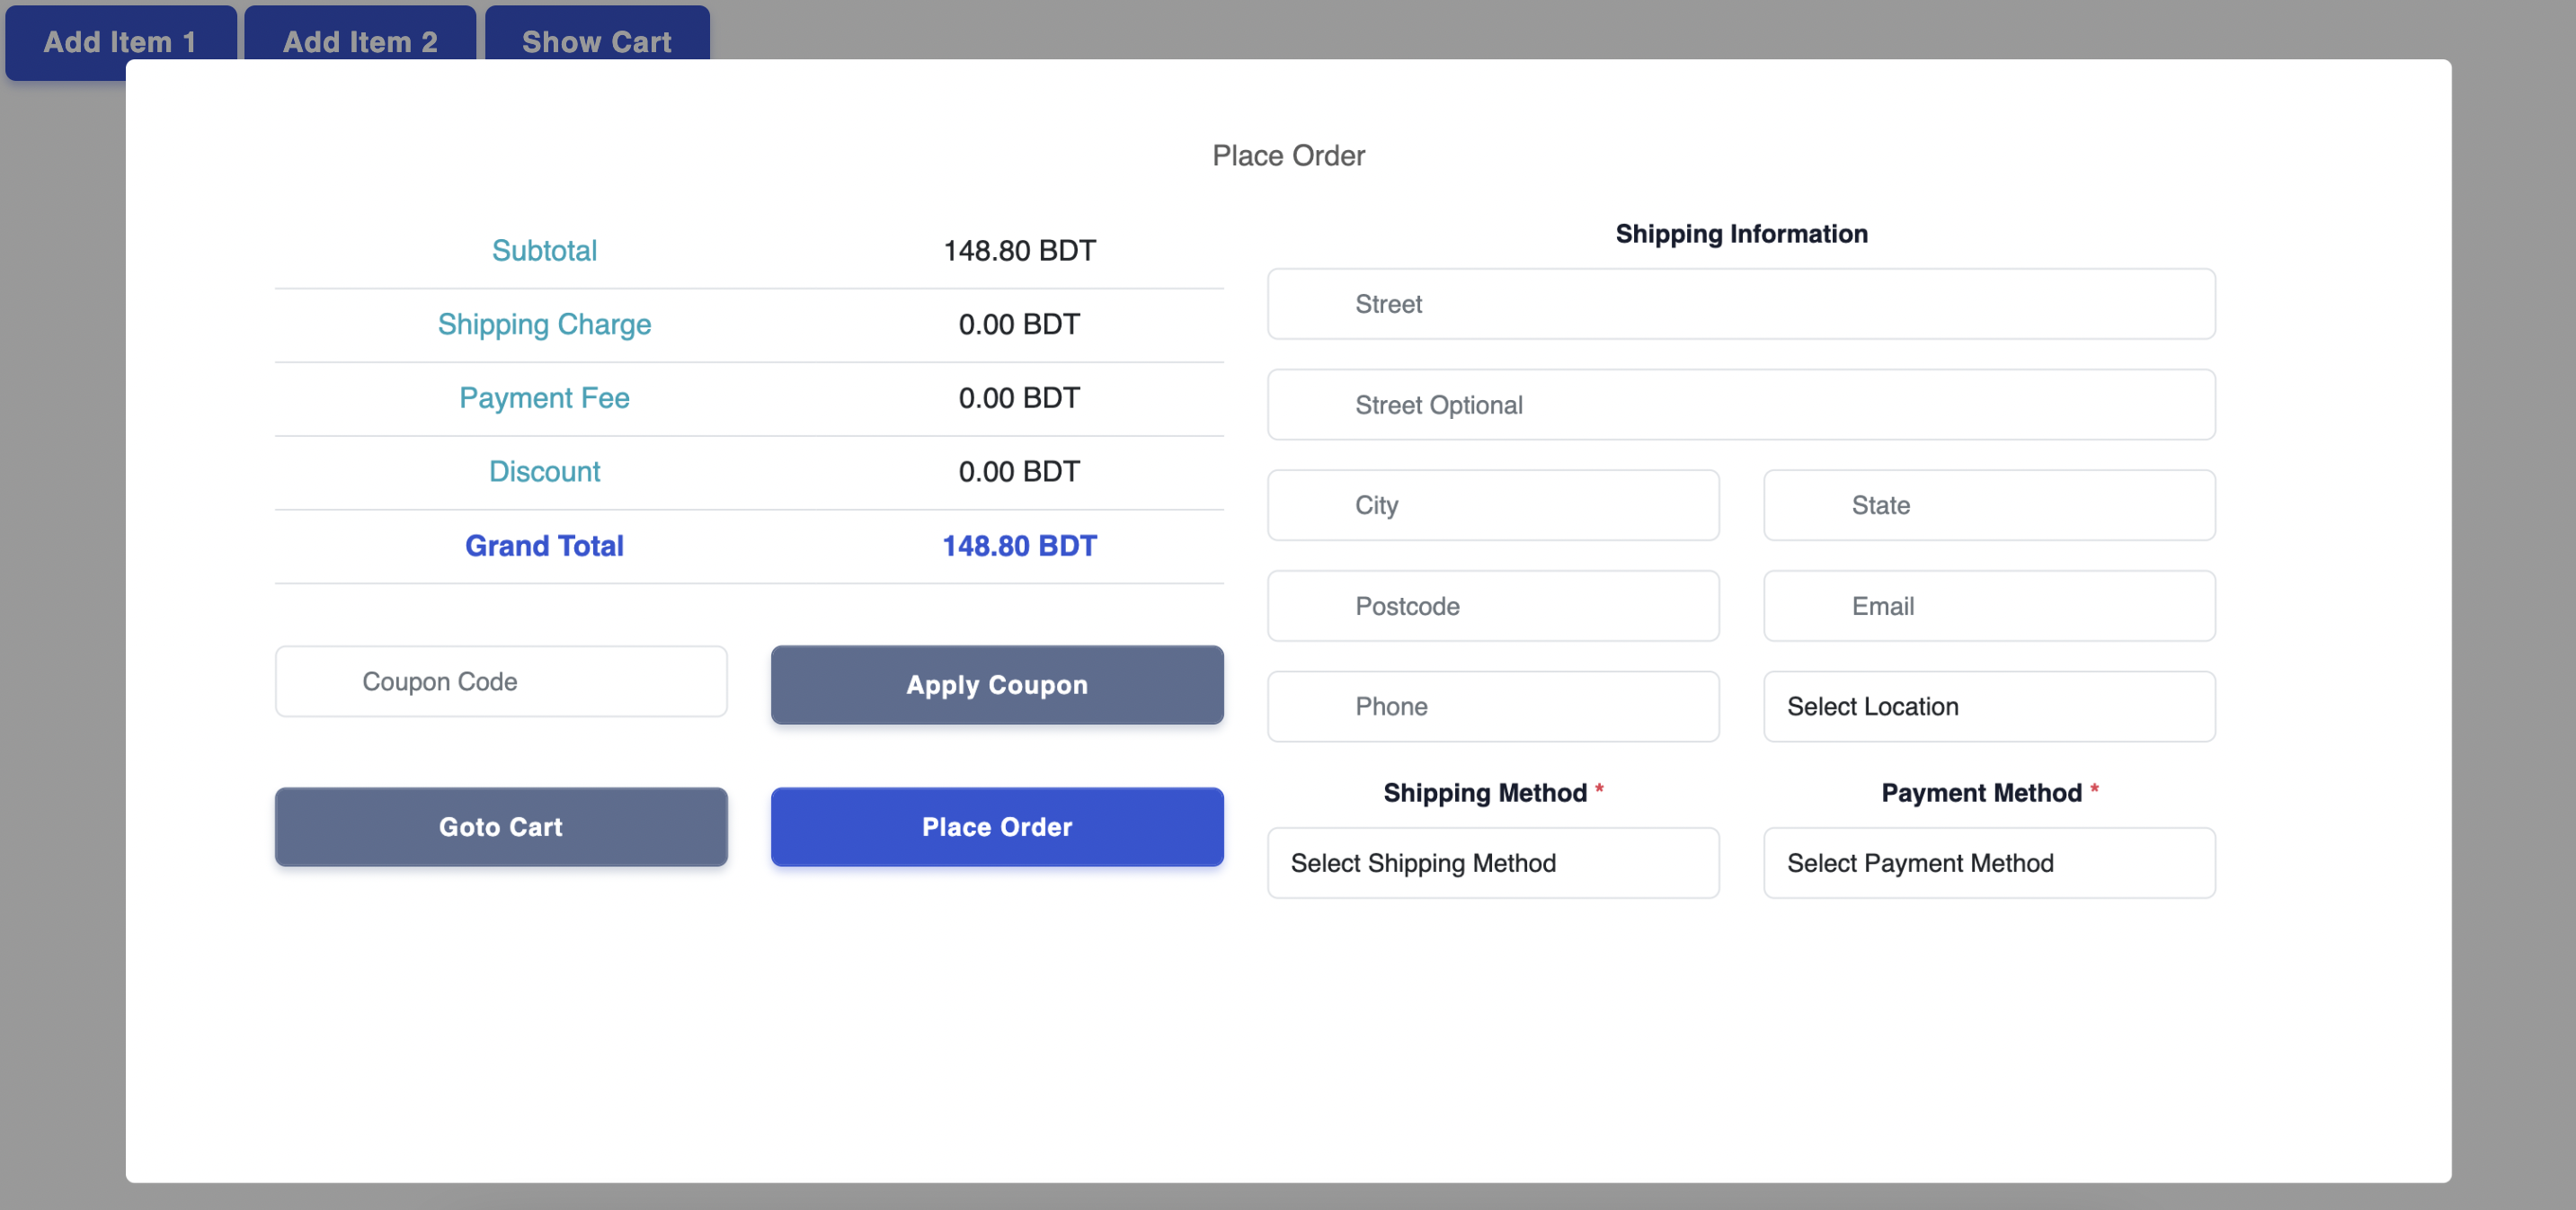 Add Item 1 Add Item 2 Show Cart
Place Order
Subtotal 148.80 BDT
Shipping Charge 0.00 BDT
Payment Fee 0.00 BDT
Discount 0.00 BDT
Grand Total 148.80 BDT
Coupon Code Apply Coupon
Goto Cart Place Order
Shipping Information
Street
Street Optional
City State
Postcode Email
Phone Select Location
Shipping Method * Payment Method *
Select Shipping Method Select Payment Method